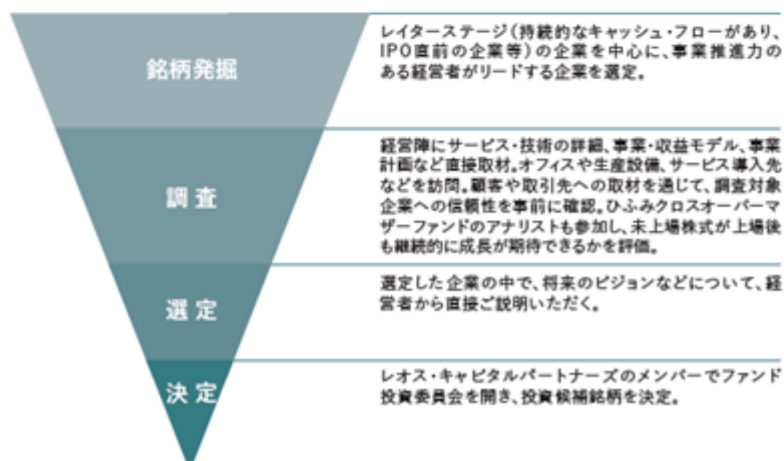 銘柄発掘
レイターステージ(持続的なキャッシュ・フローがあり、
IPO直前の企業等)の企業を中心に、事業推進力の
ある経営者がリードする企業を選定。
調査
経営陣にサービス・技術の詳細、事業・収益モデル、事業
計画など直接取材。オフィスや生産設備、サービス導入先
などを訪問。顧客や取引先への取材を通じて、調査対象
企業への信頼性を事前に確認。ひふみクロスオーバーマ
ザーファンドのアナリストも参加し、未上場株式が上場後
も継続的に成長が期待できるかを評価。
選定
選定した企業の中で、将来のビジョンなどについて、経
営者から直接ご説明いただく。
決定
レオス・キャピタルパートナーズのメンバーでファンド
投資委員会を開き、投資候補銘柄を決定。